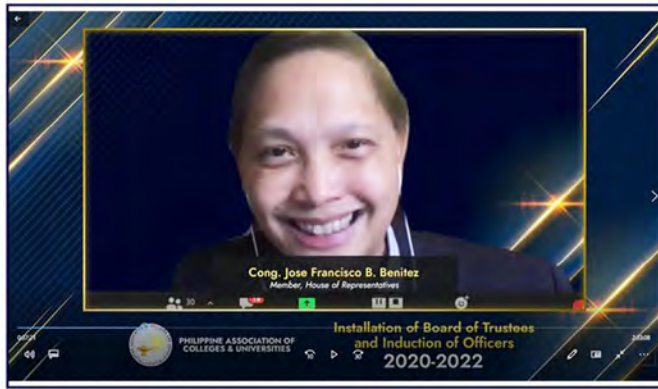 Cong. Jose Francisco B. Benitez
Member, House of Representatives
30
PHILIPPINE ASSOCIATION OF
COLLEGES & UNIVERSITIES
Installation of Board of Trustees
and Induction of Officers
2020-2022